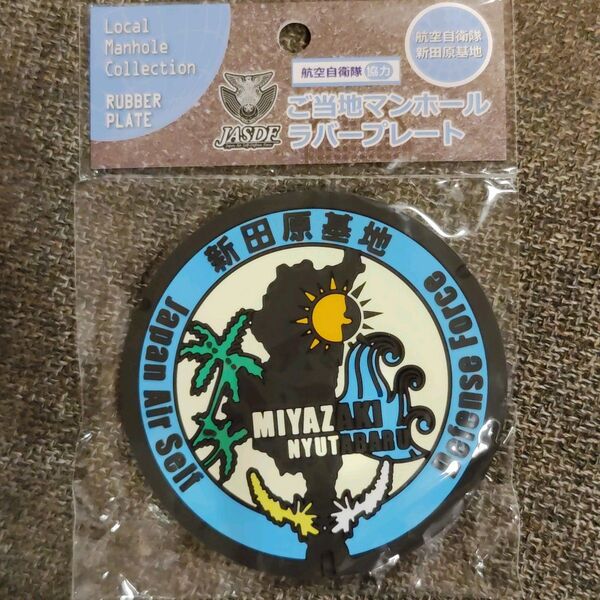 Local
Manhole
Collection
RUBBER
PLATE
JASDF
航空自衛隊 協力
ご当地マンホール
ラバープレート
航空自衛隊
新田原基地
新田原基地
Japan Air Self Defense Force
MIYAZAKI
NYUTABARU